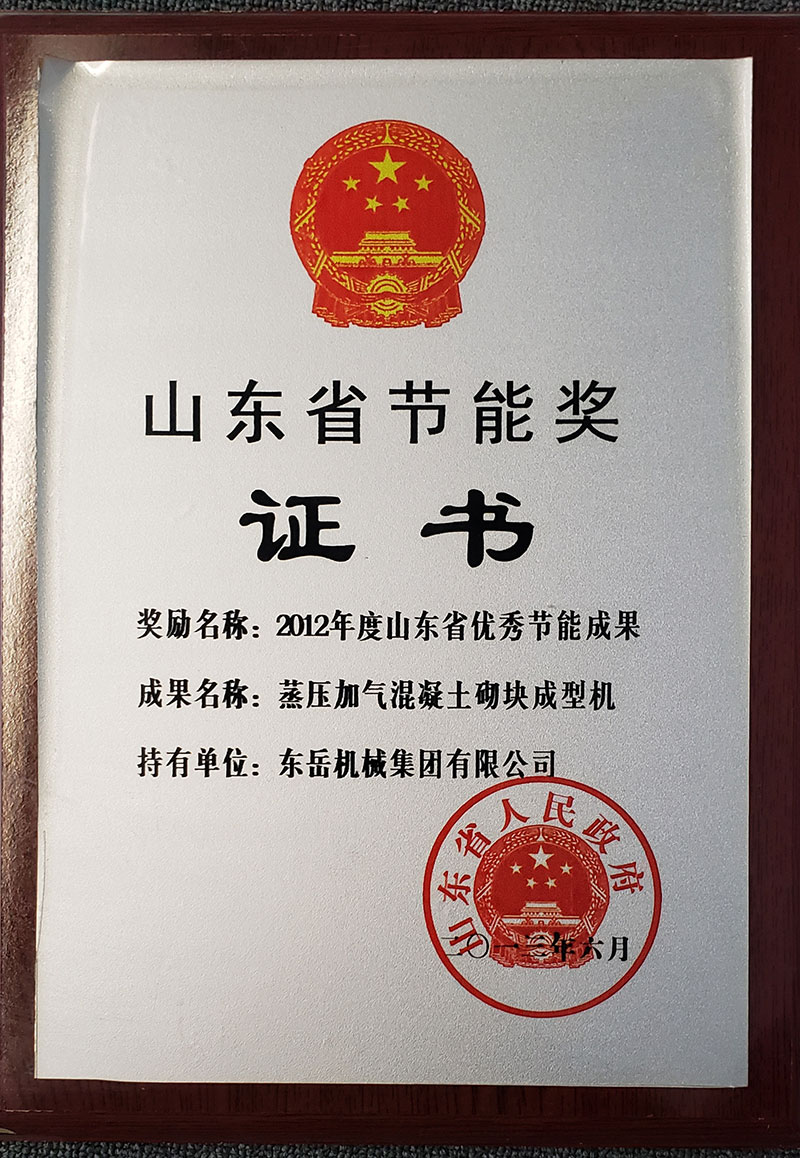 山东省节能奖
证书
奖励名称：2012年度山东省优秀节能成果
成果名称：蒸压加气混凝土砌块成型机
持有单位：东岳机械集团有限公司
山东省人民政府
二〇一三年六月